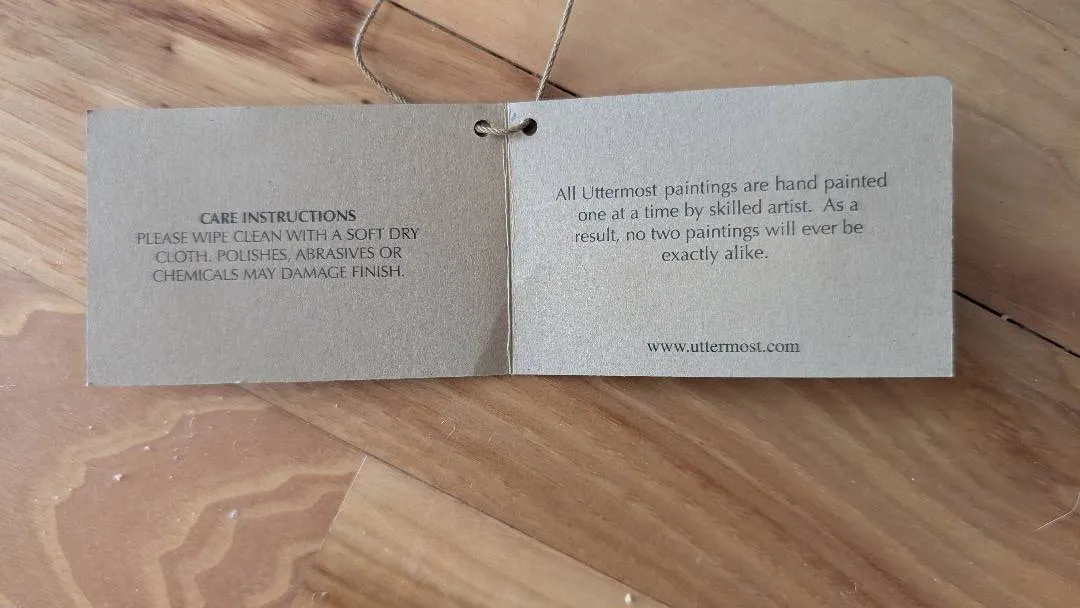 CARE INSTRUCTIONS
PLEASE WIPE CLEAN WITH A SOFT DRY
CLOTH. POLISHES, ABRASIVES OR
CHEMICALS MAY DAMAGE FINISH.
All Uttermost paintings are hand painted
one at a time by skilled artist. As a
result, no two paintings will ever be
exactly alike.
www.uttermost.com